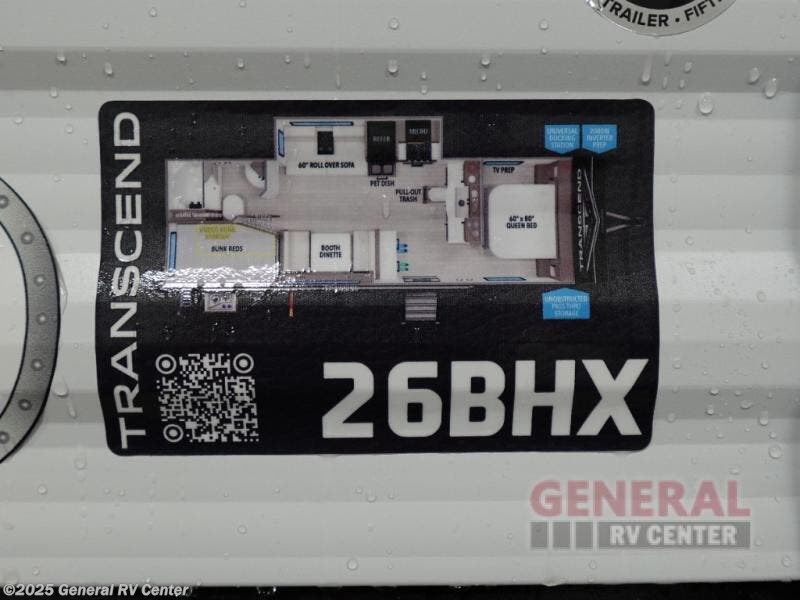 TRAILER • FIFT
TRANSCEND
60" ROLL OVER SOFA
REFER
MICRO
UNIVERSAL DOCKING STATION
2000W INVERTER PREP
PET DISH
PULL-OUT TRASH
TV PREP
60" x 80" QUEEN BED
TRANSCEND
BUNK BEDS
BOOTH DINETTE
UNOBSTRUCTED PASS THRU STORAGE
26BHX
GENERAL
RV CENTER
©2025 General RV Center